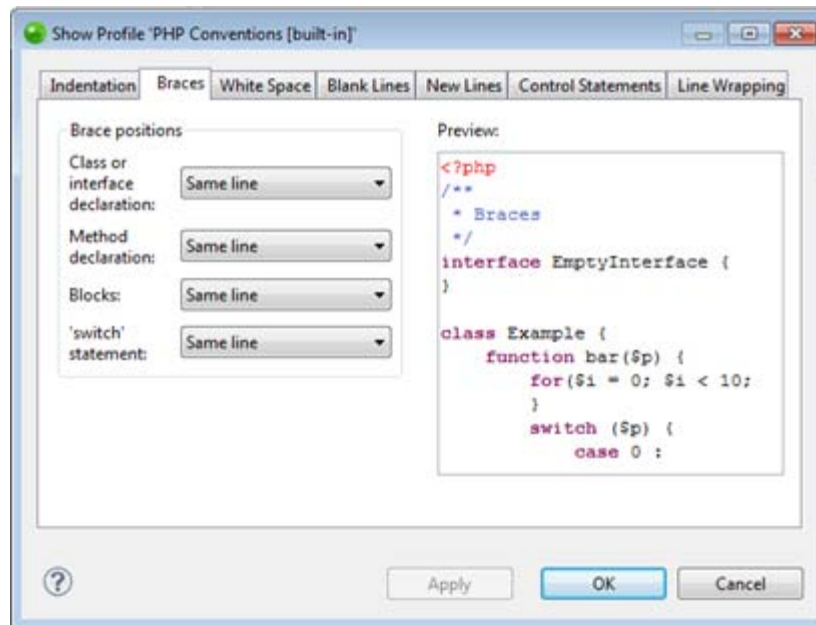 Show Profile 'PHP Conventions [built-in]'
Indentation Braces White Space Blank Lines New Lines Control Statements Line Wrapping
Brace positions
Class or
interface
declaration:
Same line
Method
declaration:
Same line
Blocks:
Same line
'switch'
statement:
Same line
Preview:
<?php
/**
 * Braces
 */
interface EmptyInterface {
}
class Example {
    function bar($p) {
        for($i = 0; $i < 10;
        }
        switch ($p) {
            case 0 :
?
Apply
OK
Cancel